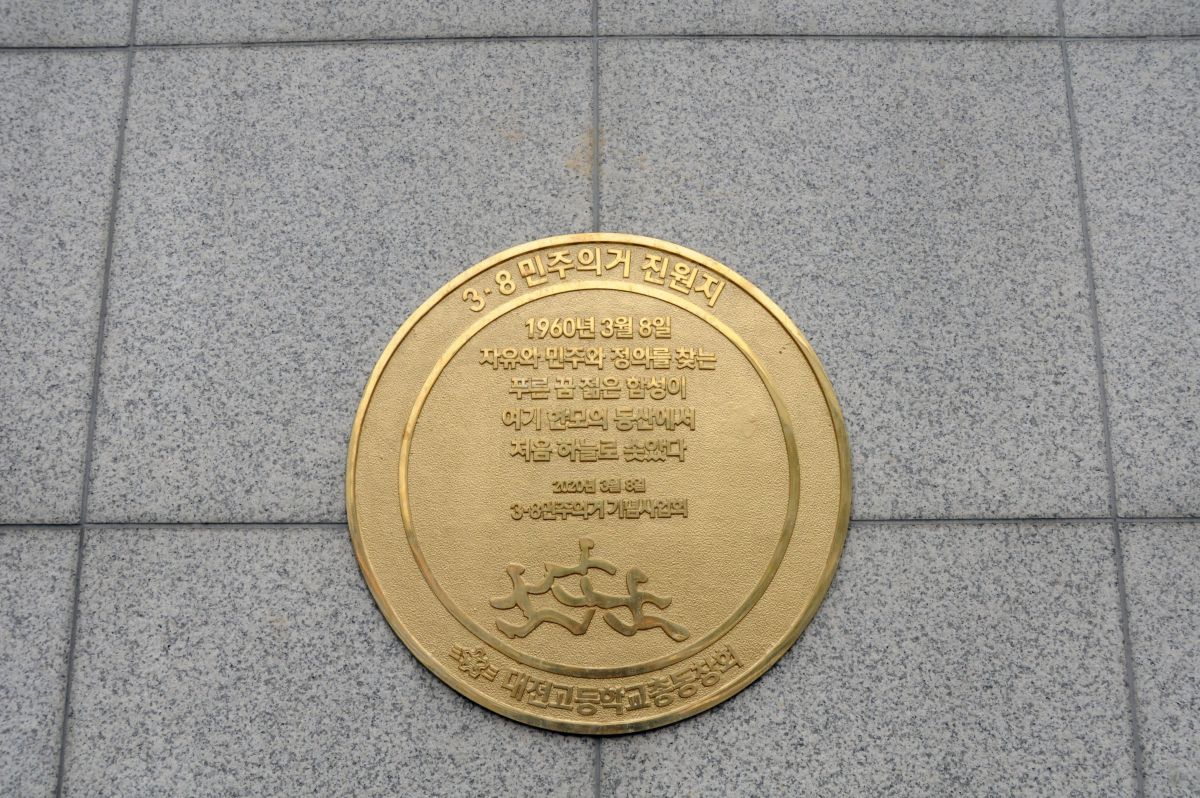 3·8 민주의거 진원지
1960년 3월 8일
자유와 민주와 정의를 찾는
푸른 꿈 젊은 함성이
여기 한모의 동산에서
처음 하늘로 솟았다
2020년 3월 8일
3·8민주의거 기념사업회
대전고등학교총동창회